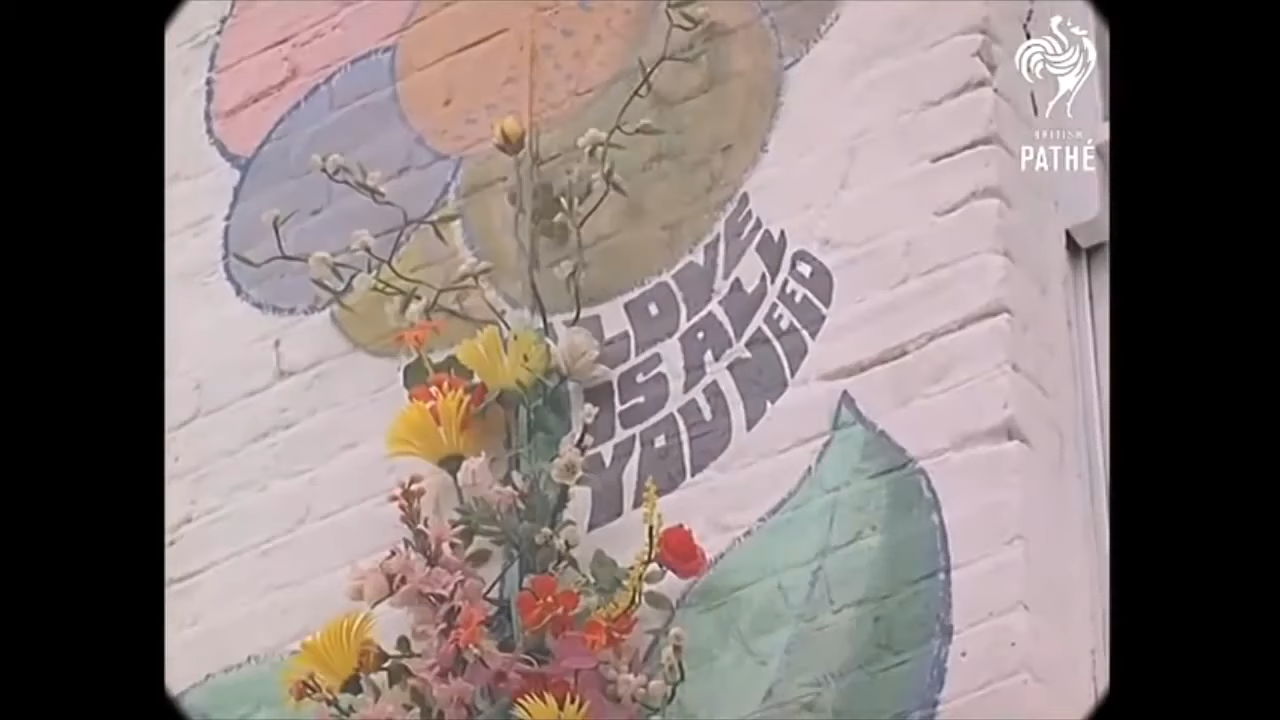 BRITISH
PATHÉ
LOVE
IS ALL
YOU NEED